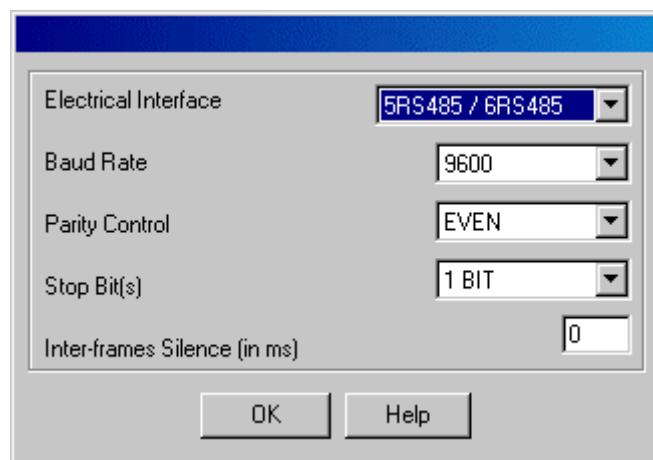 Electrical Interface 5RS485 / 6RS485
Baud Rate 9600
Parity Control EVEN
Stop Bit(s) 1 BIT
Inter-frames Silence (in ms) 0
OK Help